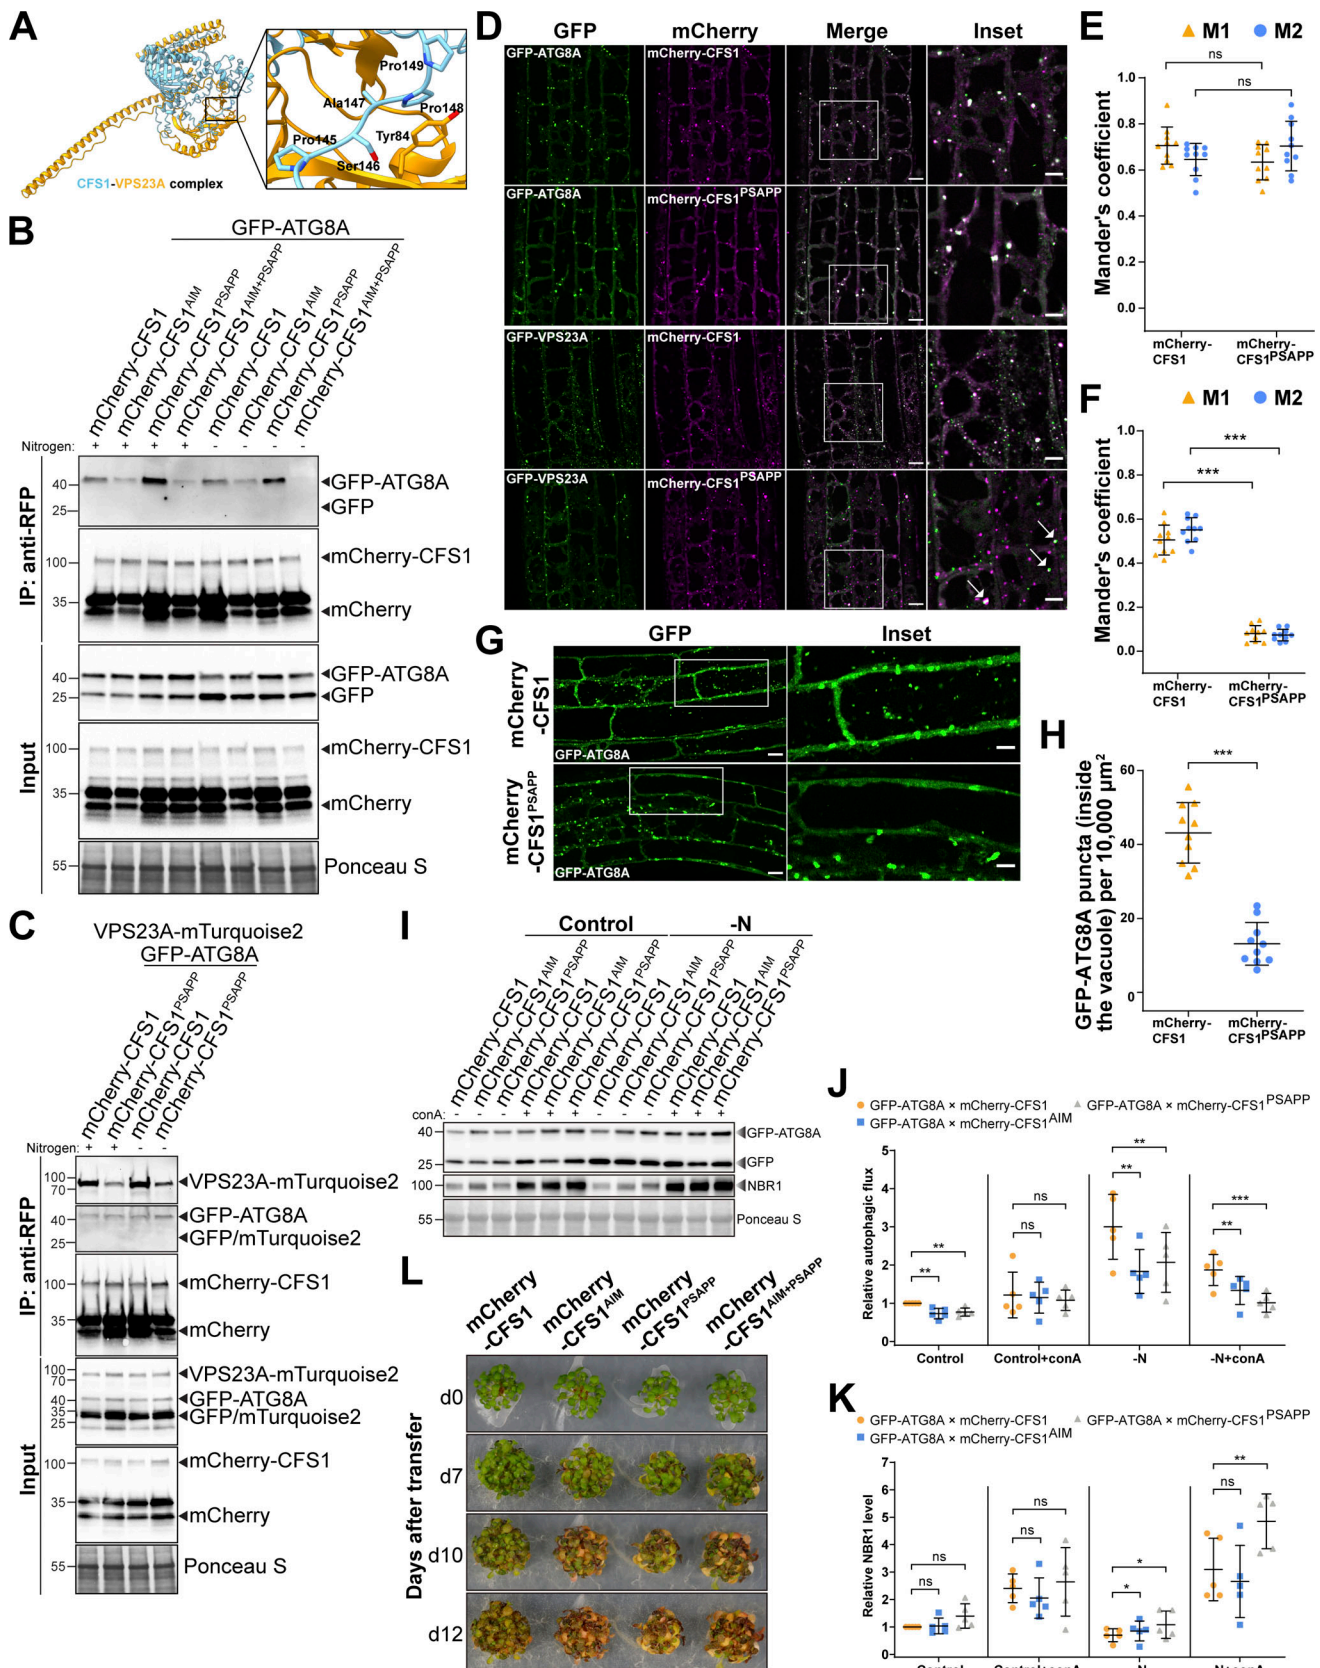 A
Pro149
Ala147
Pro148
Pro145
Tyr84
Ser146
CFS1-VPS23A complex
B
GFP-ATG8A
mCherry-CFS1
mCherry-CFS1AIM
mCherry-CFS1PSAPP
mCherry-CFS1AIM+PSAPP
mCherry-CFS1
mCherry-CFS1AIM
mCherry-CFS1PSAPP
mCherry-CFS1AIM+PSAPP
Nitrogen: + + + + - - - -
IP: anti-RFP
40
GFP-ATG8A
25
GFP
100
mCherry-CFS1
35
mCherry
Input
40
GFP-ATG8A
25
GFP
100
mCherry-CFS1
35
mCherry
55
Ponceau S
C
VPS23A-mTurquoise2
GFP-ATG8A
mCherry-CFS1
mCherry-CFS1PSAPP
mCherry-CFS1
mCherry-CFS1PSAPP
Nitrogen: + + - -
IP: anti-RFP
100
70
VPS23A-mTurquoise2
40
GFP-ATG8A
25
GFP/mTurquoise2
100
mCherry-CFS1
35
mCherry
Input
100
70
VPS23A-mTurquoise2
40
GFP-ATG8A
35
25
GFP/mTurquoise2
100
mCherry-CFS1
35
mCherry
55
Ponceau S
D
GFP mCherry Merge Inset
GFP-ATG8A mCherry-CFS1
GFP-ATG8A mCherry-CFS1PSAPP
GFP-VPS23A mCherry-CFS1
GFP-VPS23A mCherry-CFS1PSAPP
E
M1 M2
ns
ns
Mander's coefficient
1.0
0.8
0.6
0.4
0.2
0.0
mCherry-CFS1
mCherry-CFS1PSAPP
F
M1 M2
***
***
Mander's coefficient
1.0
0.8
0.6
0.4
0.2
0.0
mCherry-CFS1
mCherry-CFS1PSAPP
G
GFP Inset
mCherry
-CFS1
GFP-ATG8A
mCherry
-CFS1PSAPP
GFP-ATG8A
H
GFP-ATG8A puncta (inside
the vacuole) per 10,000 µm2
***
60
40
20
0
mCherry-CFS1
mCherry-CFS1PSAPP
I
Control -N
mCherry-CFS1
mCherry-CFS1AIM
mCherry-CFS1PSAPP
mCherry-CFS1
mCherry-CFS1AIM
mCherry-CFS1PSAPP
mCherry-CFS1
mCherry-CFS1AIM
mCherry-CFS1PSAPP
mCherry-CFS1
mCherry-CFS1AIM
mCherry-CFS1PSAPP
conA: - - - + + + - - - + + +
40
GFP-ATG8A
25
GFP
100
NBR1
55
Ponceau S
J
GFP-ATG8A × mCherry-CFS1 GFP-ATG8A × mCherry-CFS1PSAPP
GFP-ATG8A × mCherry-CFS1AIM
Relative autophagic flux
5
4
3
2
1
0
** **
ns ns
** **
** ***
Control Control+conA -N -N+conA
K
GFP-ATG8A × mCherry-CFS1 GFP-ATG8A × mCherry-CFS1PSAPP
GFP-ATG8A × mCherry-CFS1AIM
Relative NBR1 level
7
6
5
4
3
2
1
0
ns ns
ns ns
* *
ns **
Control Control+conA -N -N+conA
L
mCherry
-CFS1
mCherry
-CFS1AIM
mCherry
-CFS1PSAPP
mCherry
-CFS1AIM+PSAPP
Days after transfer
d0
d7
d10
d12